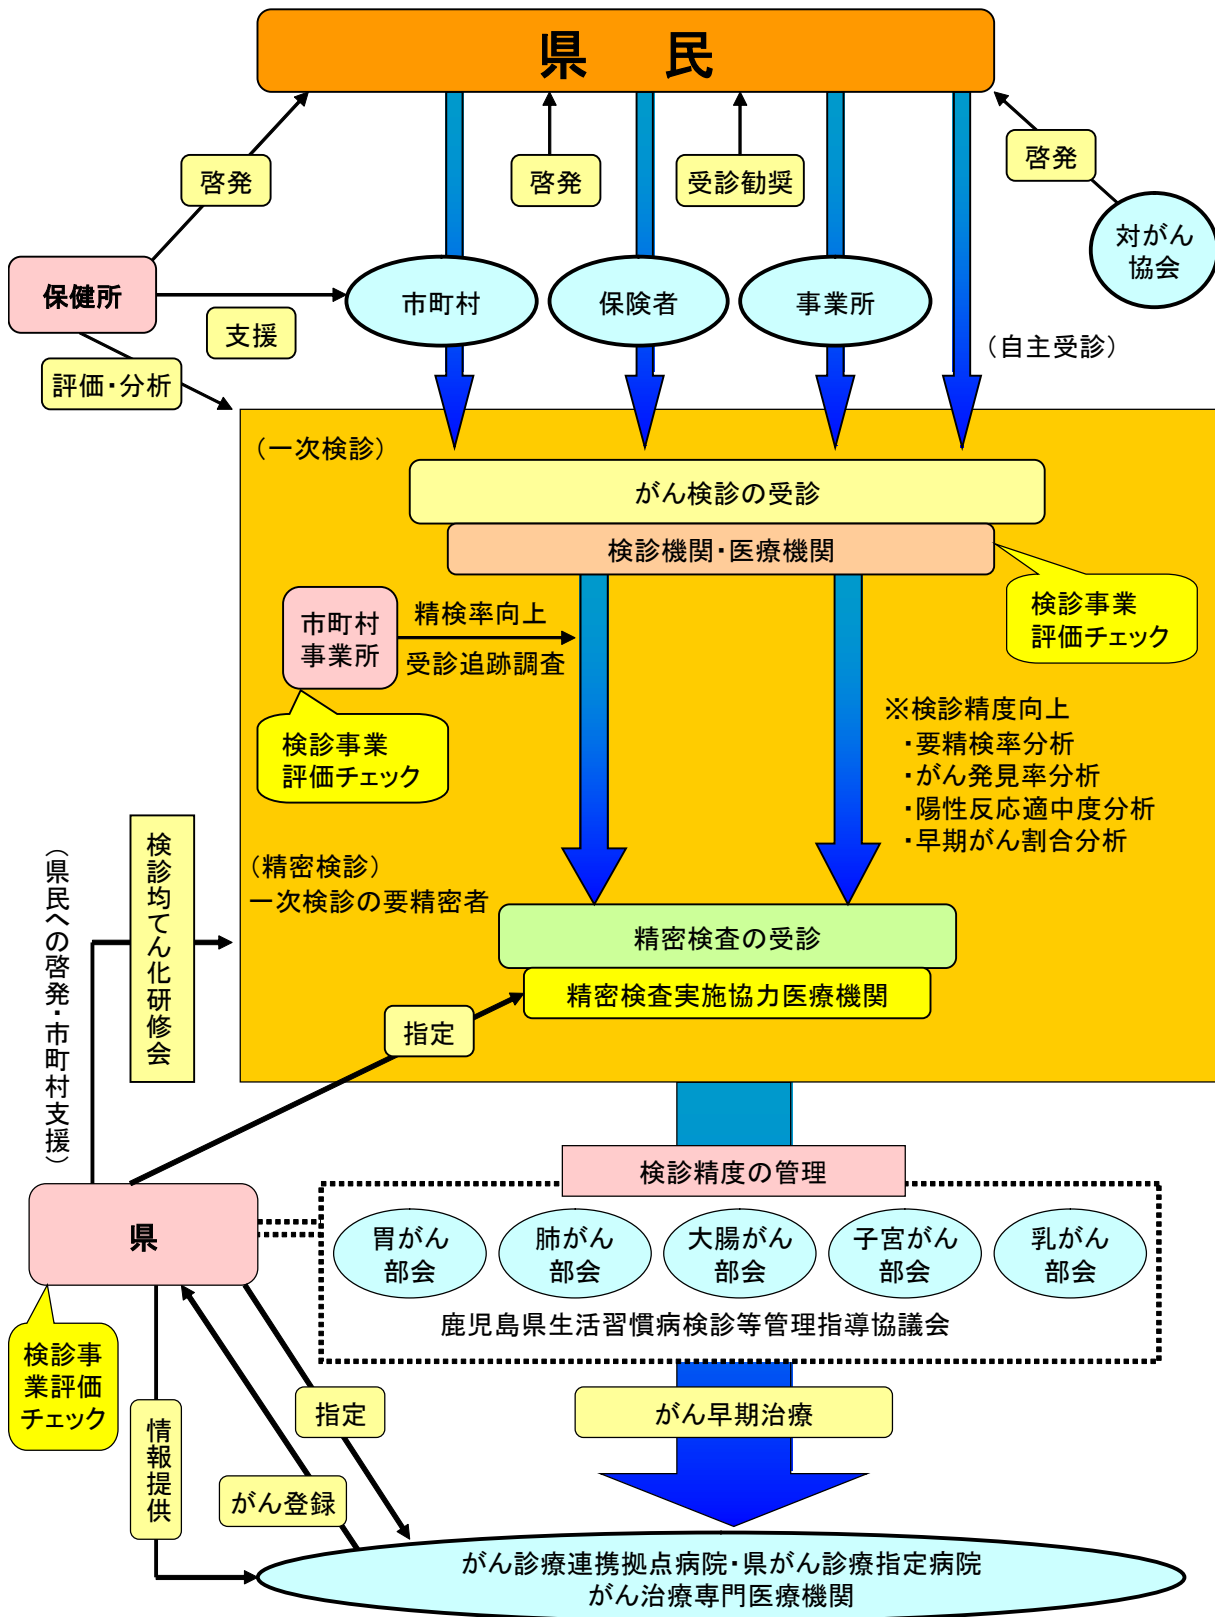 県　民
啓発
啓発
受診勧奨
啓発
対がん
協会
保健所
支援
市町村
保険者
事業所
（自主受診）
評価・分析
（一次検診）
がん検診の受診
検診機関・医療機関
検診事業
評価チェック
市町村
事業所
精検率向上
受診追跡調査
検診事業
評価チェック
※検診精度向上
・要精検率分析
・がん発見率分析
・陽性反応適中度分析
・早期がん割合分析
（精密検診）
一次検診の要精密者
精密検査の受診
精密検査実施協力医療機関
指定
検診均てん化研修会
（県民への啓発・市町村支援）
検診精度の管理
県
胃がん
部会
肺がん
部会
大腸がん
部会
子宮がん
部会
乳がん
部会
鹿児島県生活習慣病検診等管理指導協議会
検診事
業評価
チェック
指定
がん早期治療
情報提供
がん登録
がん診療連携拠点病院・県がん診療指定病院
がん治療専門医療機関